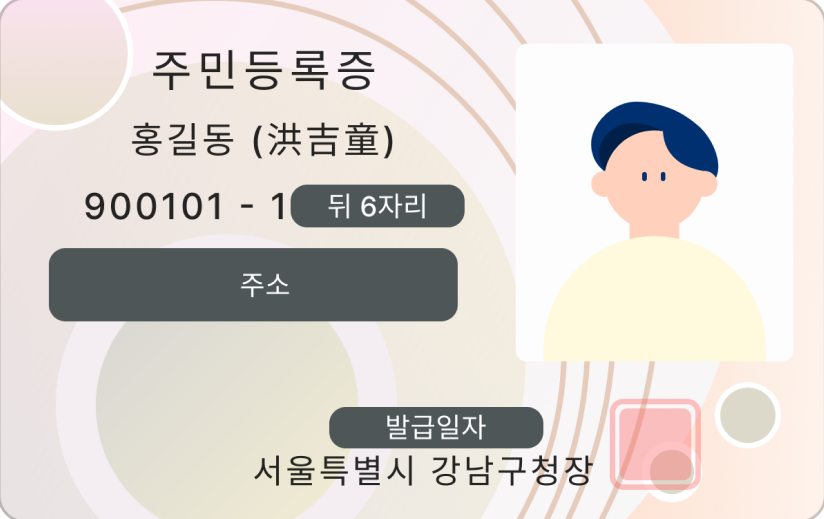 주민등록증
홍길동 (洪吉童)
900101 - 1 뒤 6자리
주소
발급일자
서울특별시 강남구청장